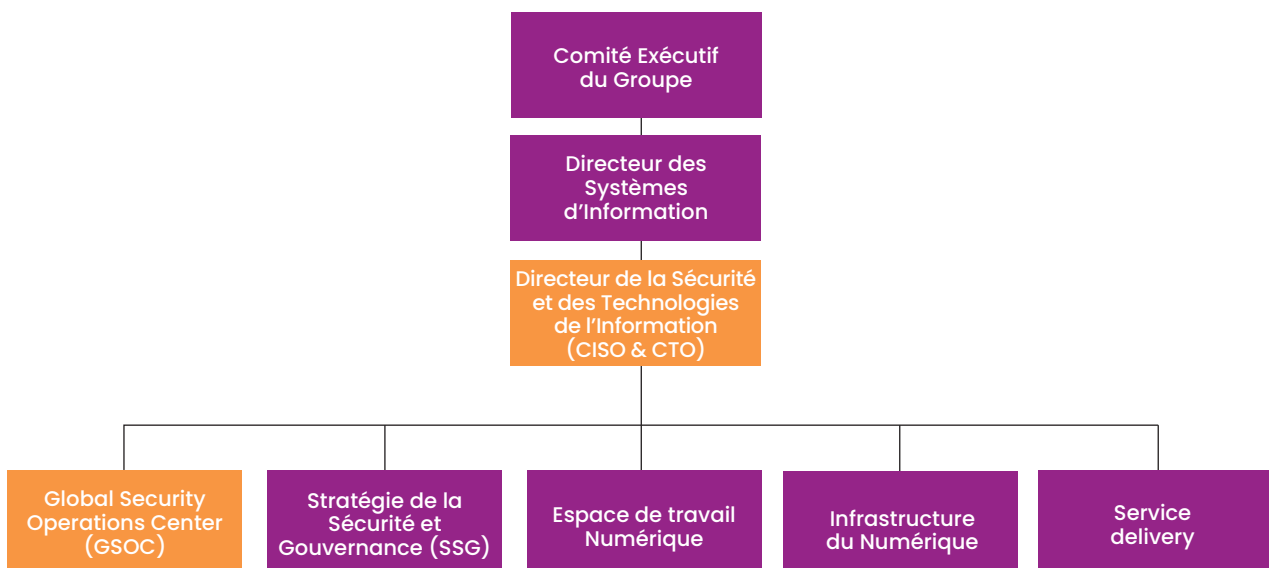 Comité Exécutif
du Groupe
Directeur des
Systèmes
d’Information
Directeur de la Sécurité
et des Technologies
de l’Information
(CISO & CTO)
Global Security
Operations Center
(GSOC)
Stratégie de la
Sécurité et
Gouvernance (SSG)
Espace de travail
Numérique
Infrastructure
du Numérique
Service
delivery